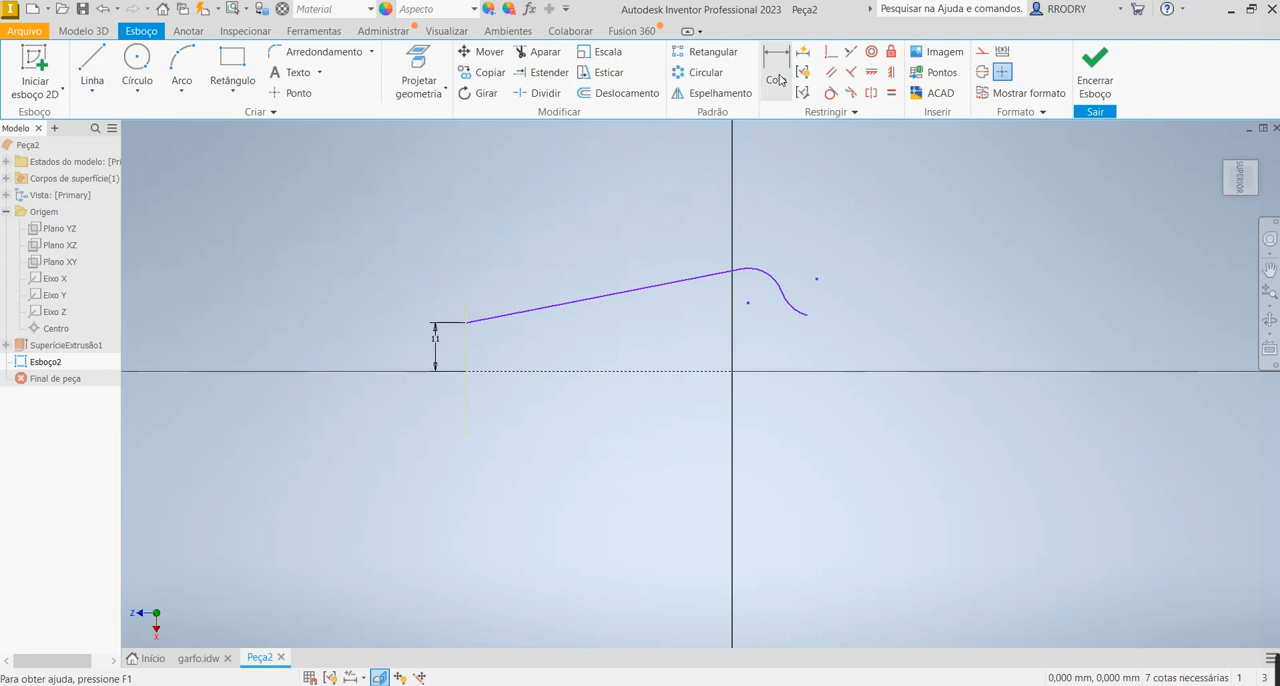 I Material Aspecto fx Autodesk Inventor Professional 2023 Peça2 Pesquisar na Ajuda e comandos. RRODRY
Arquivo Modelo 3D Esboço Anotar Inspecionar Ferramentas Administrar Visualizar Ambientes Colaborar Fusion 360
Arredondamento Mover Aparar Escala Retangular Imagem
Texto Copiar Estender Esticar Circular Pontos
Ponto Girar Dividir Deslocamento Espelhamento ACAD Mostrar formato
Iniciar esboço 2D Linha Círculo Arco Retângulo Projetar geometria Encerrar Esboço
Esboço Criar Modificar Padrão Restringir Inserir Formato Sair
Modelo
Peça2
Estados do modelo: [Pri
Corpos de superfície(1)
Vista: [Primary]
Origem
Plano YZ
Plano XZ
Plano XY
Eixo X
Eixo Y
Eixo Z
Centro
SuperícieExtrusão1
Esboço2
Final de peça
SUPERIOR
11
Z
X
Início garfo.idw Peça2
Para obter ajuda, pressione F1 0,000 mm, 0,000 mm 7 cotas necessárias 1 3